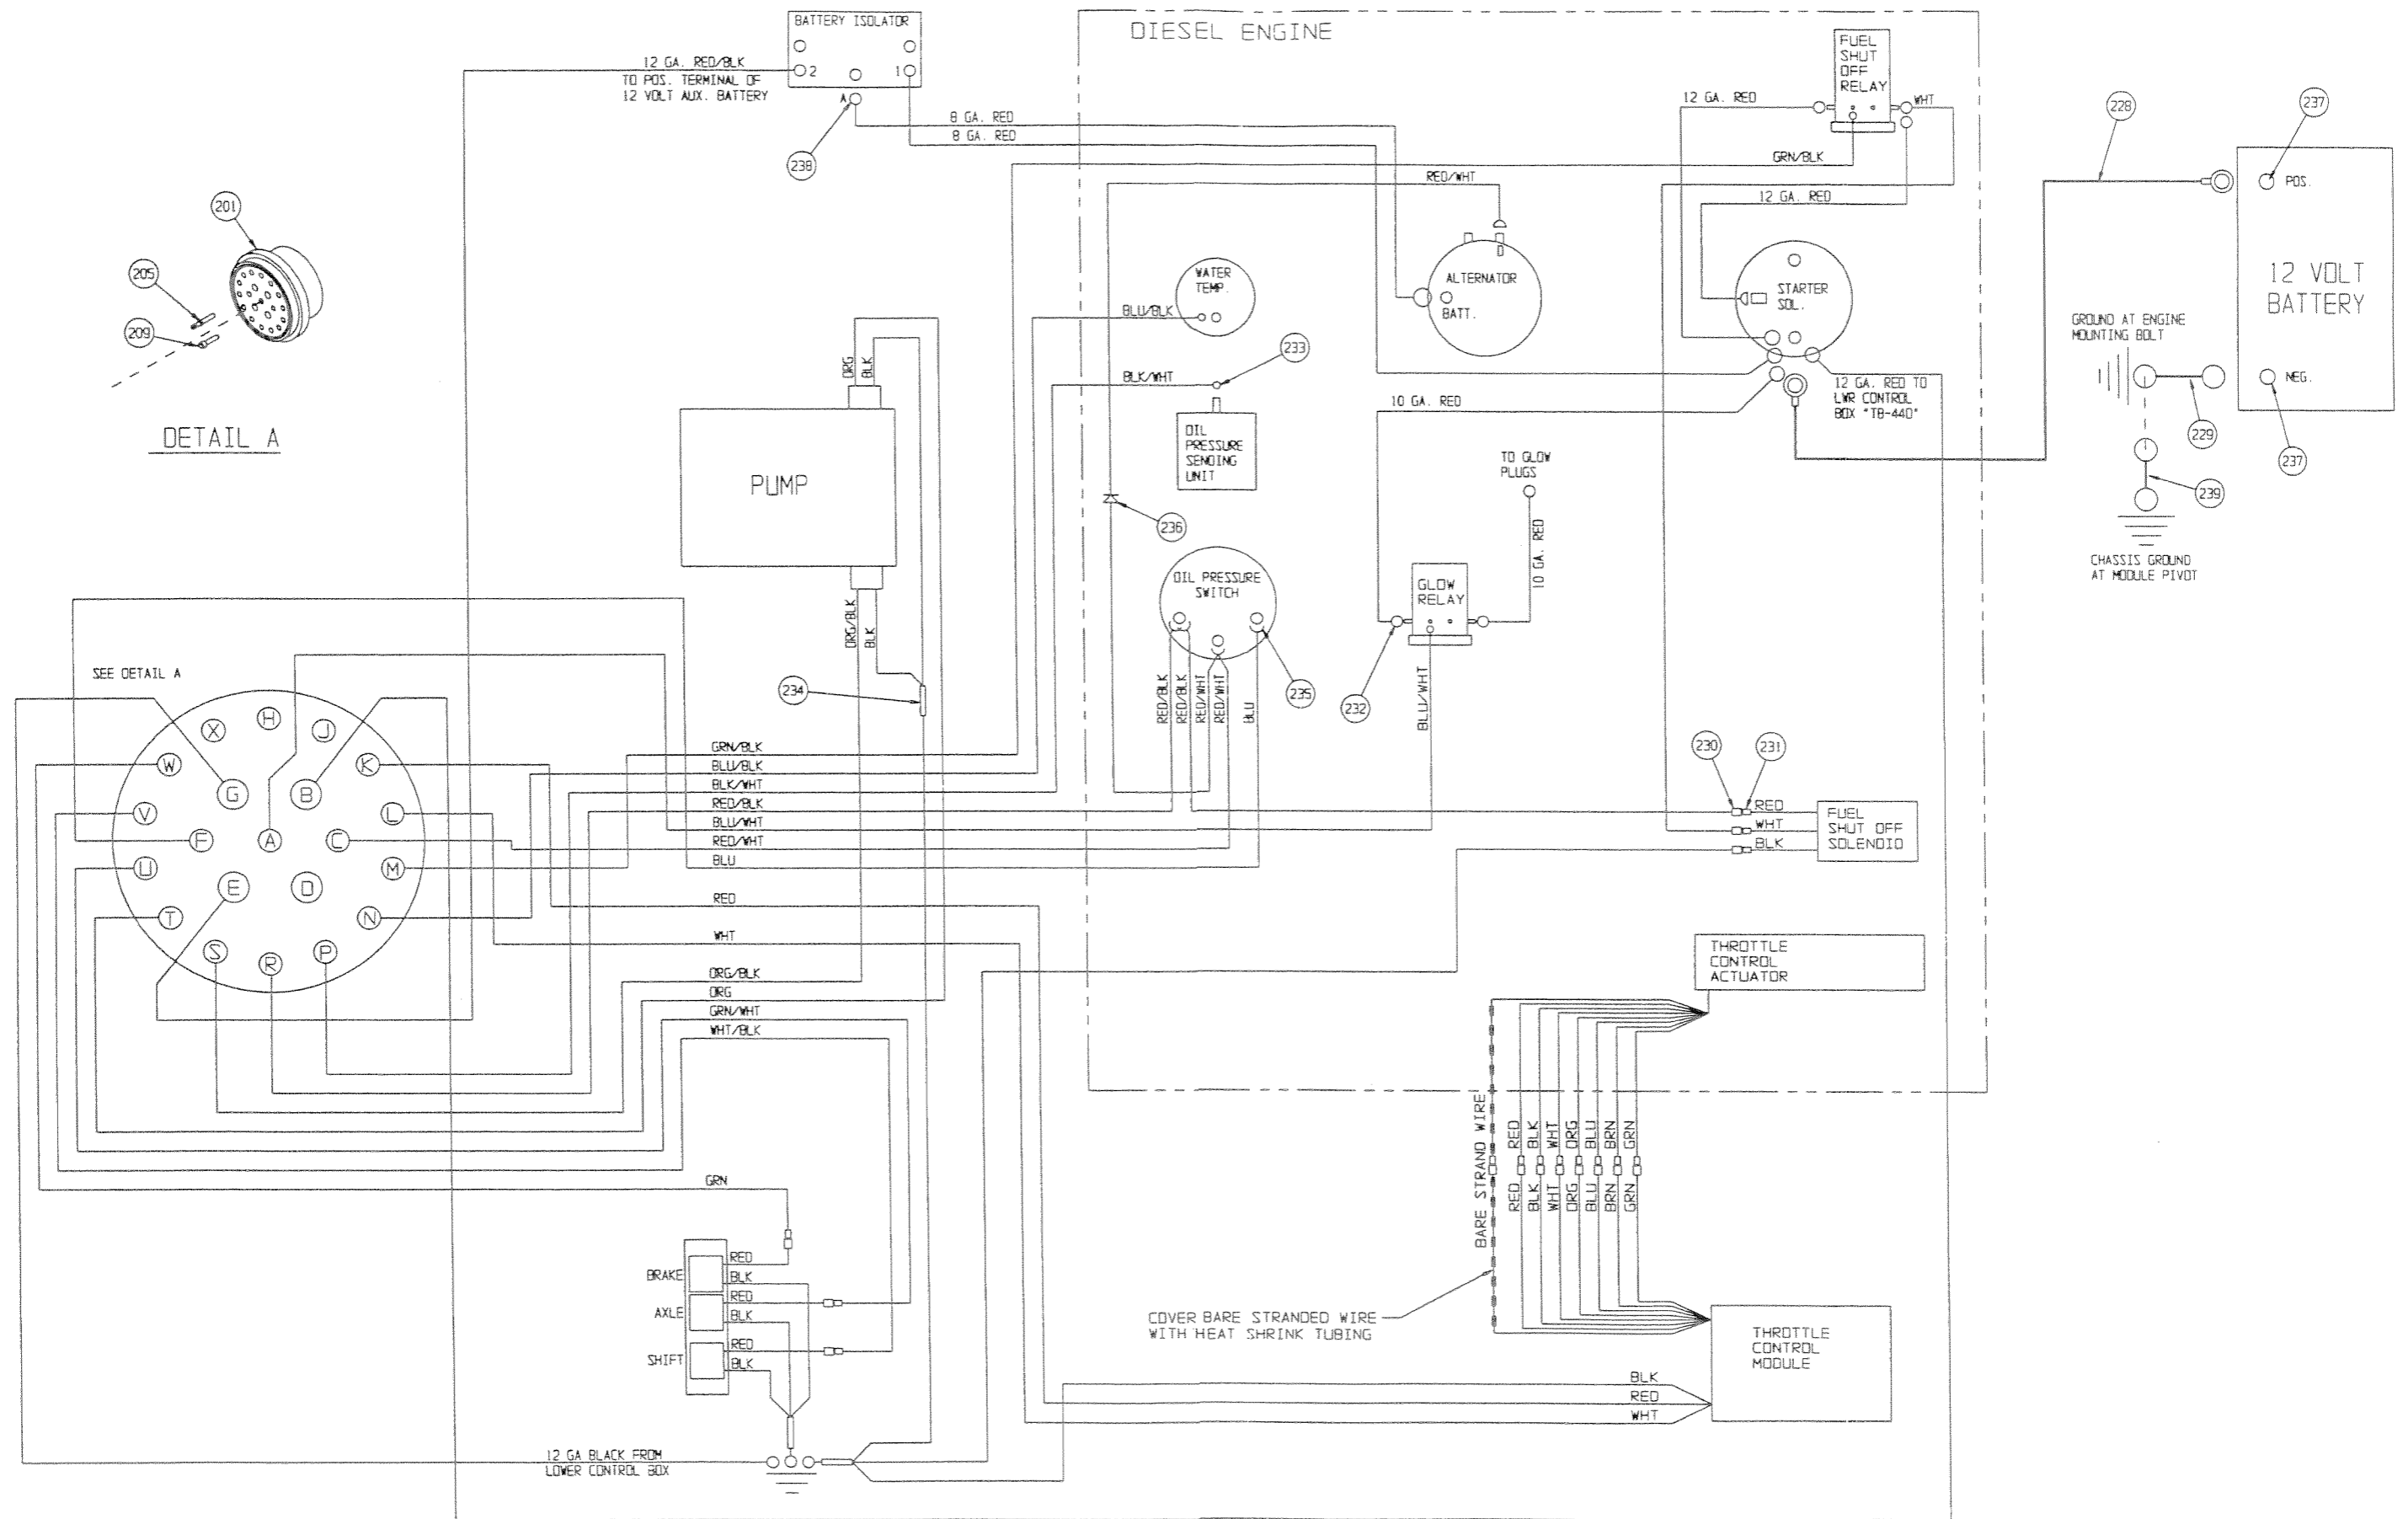 BATTERY ISOLATOR
2
1
A
12 GA. RED/BLK
TO POS. TERMINAL OF
12 VOLT AUX. BATTERY
238
8 GA. RED
8 GA. RED
DIESEL ENGINE
FUEL
SHUT
OFF
RELAY
12 GA. RED
WHT
GRN/BLK
RED/WHT
12 GA. RED
228
237
POS.
12 VOLT
BATTERY
NEG.
237
GROUND AT ENGINE
MOUNTING BOLT
229
239
CHASSIS GROUND
AT MODULE PIVOT
201
205
209
DETAIL A
WATER
TEMP.
BLU/BLK
ALTERNATOR
BATT.
STARTER
SOL.
233
BLK/WHT
12 GA. RED TO
LWR CONTROL
BOX "TB-440"
10 GA. RED
OIL
PRESSURE
SENDING
UNIT
TO GLOW
PLUGS
10 GA. RED
236
ORG
BLK
PUMP
ORG/BLK
BLK
234
OIL PRESSURE
SWITCH
235
RED/BLK
RED/BLK
RED/WHT
RED/WHT
BLU
GLOW
RELAY
232
BLU/WHT
SEE DETAIL A
H
X
J
W
K
G
B
V
L
F
A
C
U
M
E
D
T
N
S
R
P
GRN/BLK
BLU/BLK
BLK/WHT
RED/BLK
BLU/WHT
RED/WHT
BLU
RED
WHT
ORG/BLK
ORG
GRN/WHT
WHT/BLK
GRN
230
231
RED
WHT
BLK
FUEL
SHUT OFF
SOLENOID
THROTTLE
CONTROL
ACTUATOR
BARE STRAND WIRE
RED
BLK
WHT
ORG
BLU
BRN
GRN
RED
BLK
WHT
ORG
BLU
BRN
GRN
COVER BARE STRANDED WIRE
WITH HEAT SHRINK TUBING
THROTTLE
CONTROL
MODULE
BLK
RED
WHT
BRAKE
RED
BLK
AXLE
RED
BLK
SHIFT
RED
BLK
12 GA BLACK FROM
LOWER CONTROL BOX